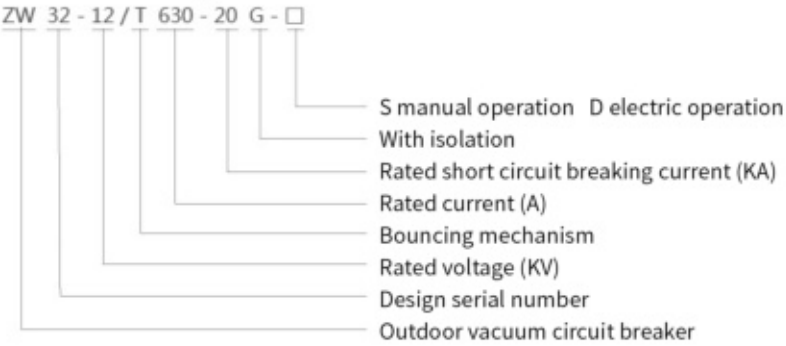 ZW 32 - 12 / T 630 - 20 G - □
S manual operation D electric operation
With isolation
Rated short circuit breaking current (KA)
Rated current (A)
Bouncing mechanism
Rated voltage (KV)
Design serial number
Outdoor vacuum circuit breaker